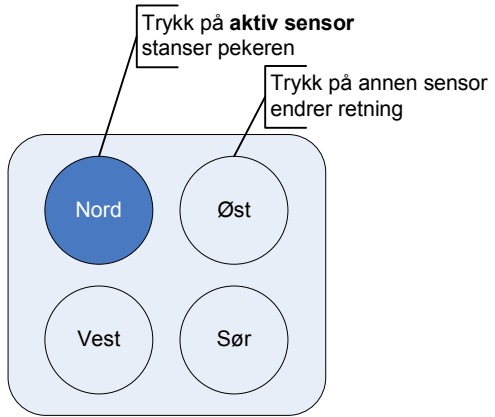 Trykk på aktiv sensor
stanser pekeren
Trykk på annen sensor
endrer retning
Nord
Øst
Vest
Sør